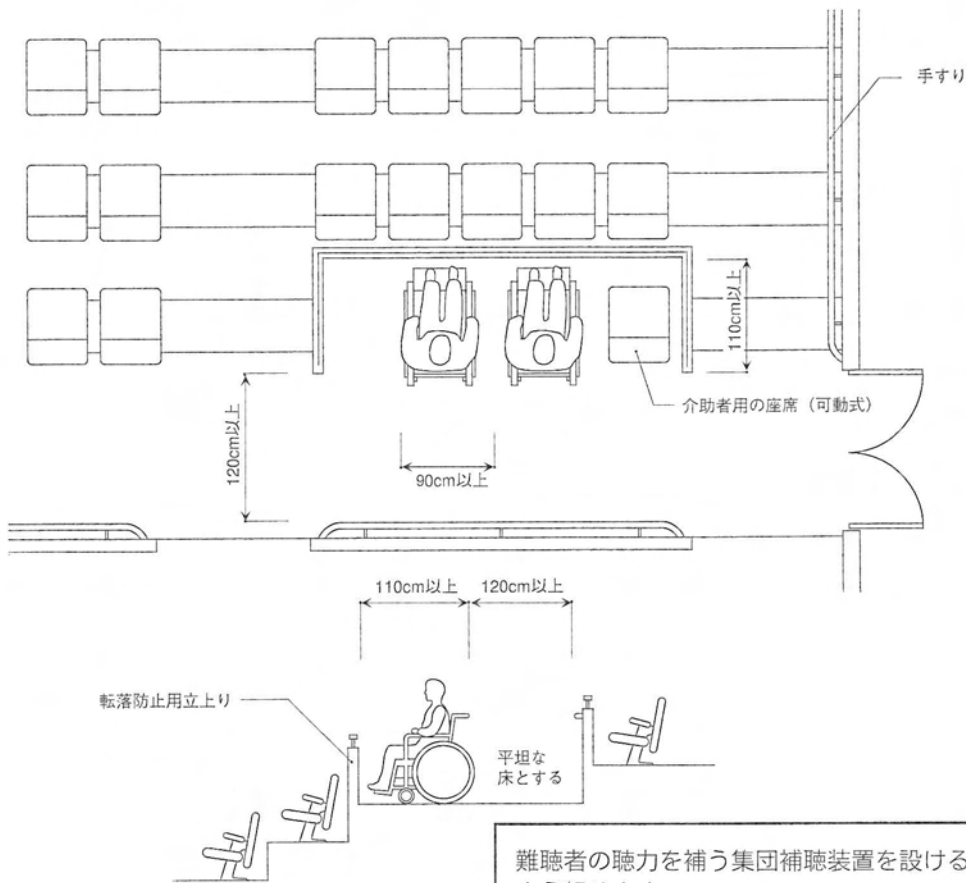 手すり
110cm以上
介助者用の座席（可動式）
120cm以上
90cm以上
110cm以上
120cm以上
転落防止用立上り
平坦な
床とする
難聴者の聴力を補う集団補聴装置を設ける